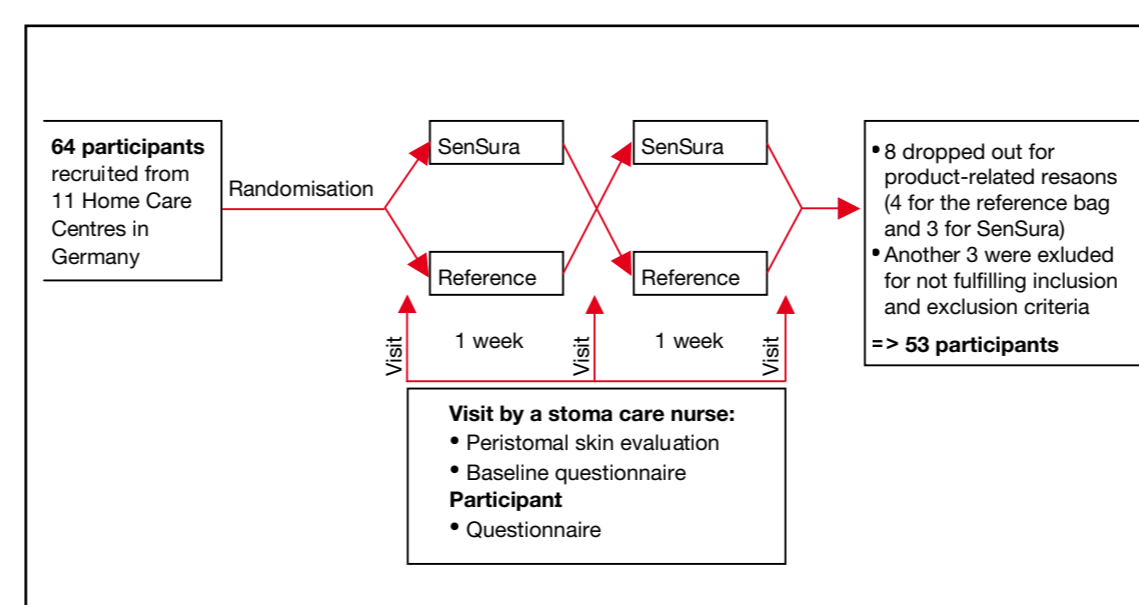 64 participants
recruited from
11 Home Care
Centres in
Germany
Randomisation
SenSura
SenSura
Reference
Reference
Visit
1 week
Visit
1 week
Visit
Visit by a stoma care nurse:
• Peristomal skin evaluation
• Baseline questionnaire
Participant
• Questionnaire
• 8 dropped out for
product-related resaons
(4 for the reference bag
and 3 for SenSura)
• Another 3 were exluded
for not fulfilling inclusion
and exclusion criteria
=> 53 participants